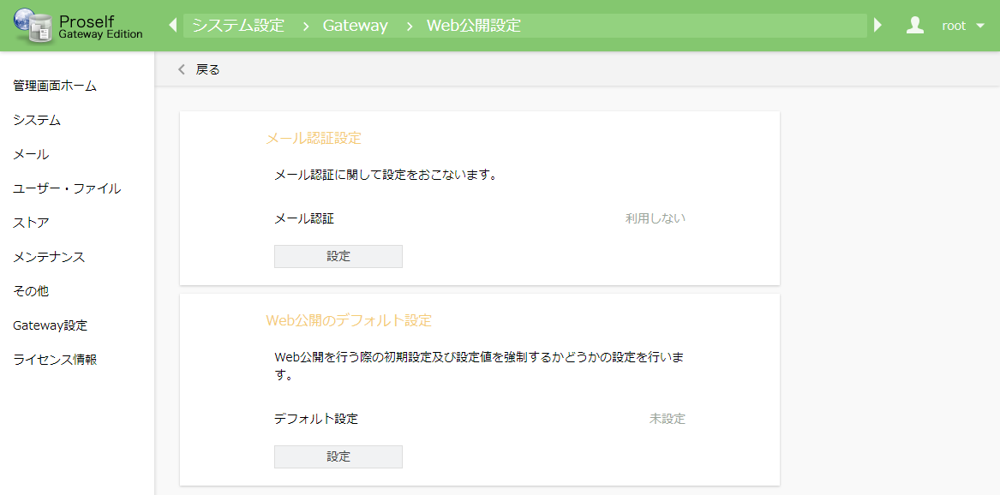 Proself
Gateway Edition
システム設定 > Gateway > Web公開設定
root
戻る
管理画面ホーム
システム
メール
ユーザー・ファイル
ストア
メンテナンス
その他
Gateway設定
ライセンス情報
メール認証設定
メール認証に関して設定をおこないます。
メール認証 利用しない
設定
Web公開のデフォルト設定
Web公開を行う際の初期設定及び設定値を強制するかどうかの設定を行いま
す。
デフォルト設定 未設定
設定